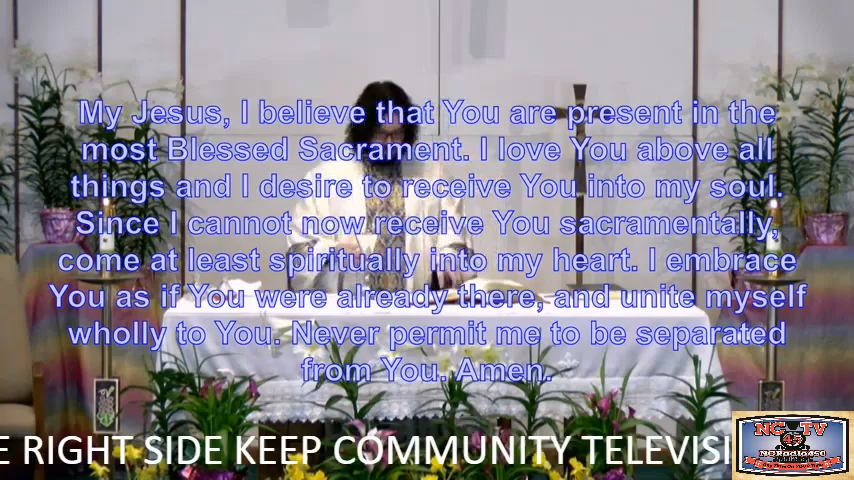 My Jesus, I believe that You are present in the
most Blessed Sacrament. I love You above all
things and I desire to receive You into my soul.
Since I cannot now receive You sacramentally,
come at least spiritually into my heart. I embrace
You as if You were already there, and unite myself
wholly to You. Never permit me to be separated
from You. Amen.
E RIGHT SIDE KEEP COMMUNITY TELEVISI
NC TV
45
NCRadio450